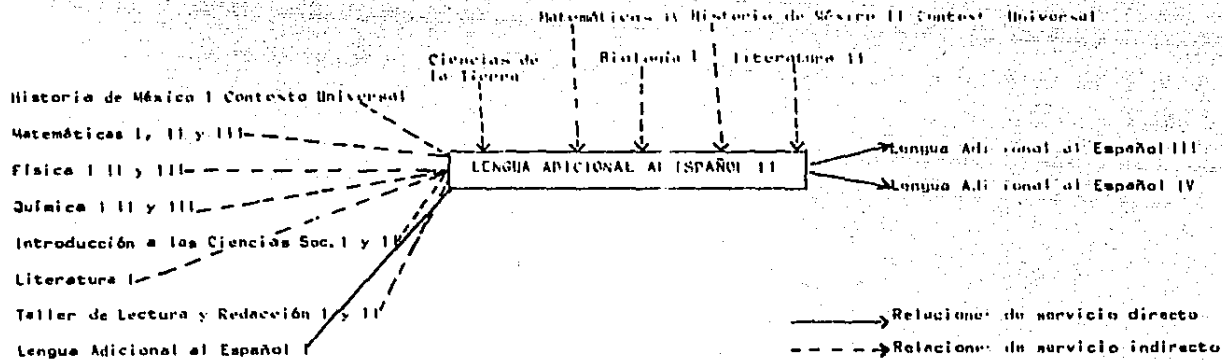 Matemáticas IV Historia de México II Context Universal
Ciencias de la Tierra
Biología I
Literatura II
Historia de México I Contexto Universal
Matemáticas I, II y III
Física I II y III
Química I II y III
Introducción a las Ciencias Soc. I y II
Literatura I
Taller de Lectura y Redacción I y II
Lengua Adicional al Español I
LENGUA ADICIONAL Al ESPAÑOL II
Lengua Adicional al Español III
Lengua Adicional al Español IV
Relaciones de servicio directo
Relaciones de servicio indirecto